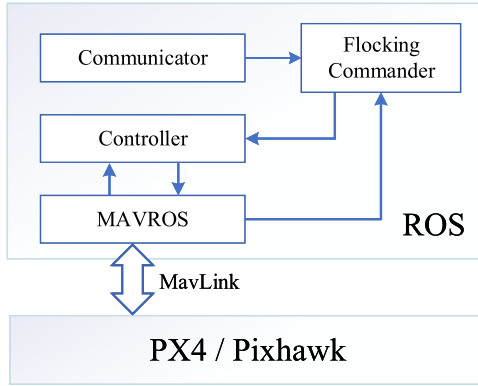 Communicator
Flocking
Commander
Controller
MAVROS
ROS
MavLink
PX4 / Pixhawk